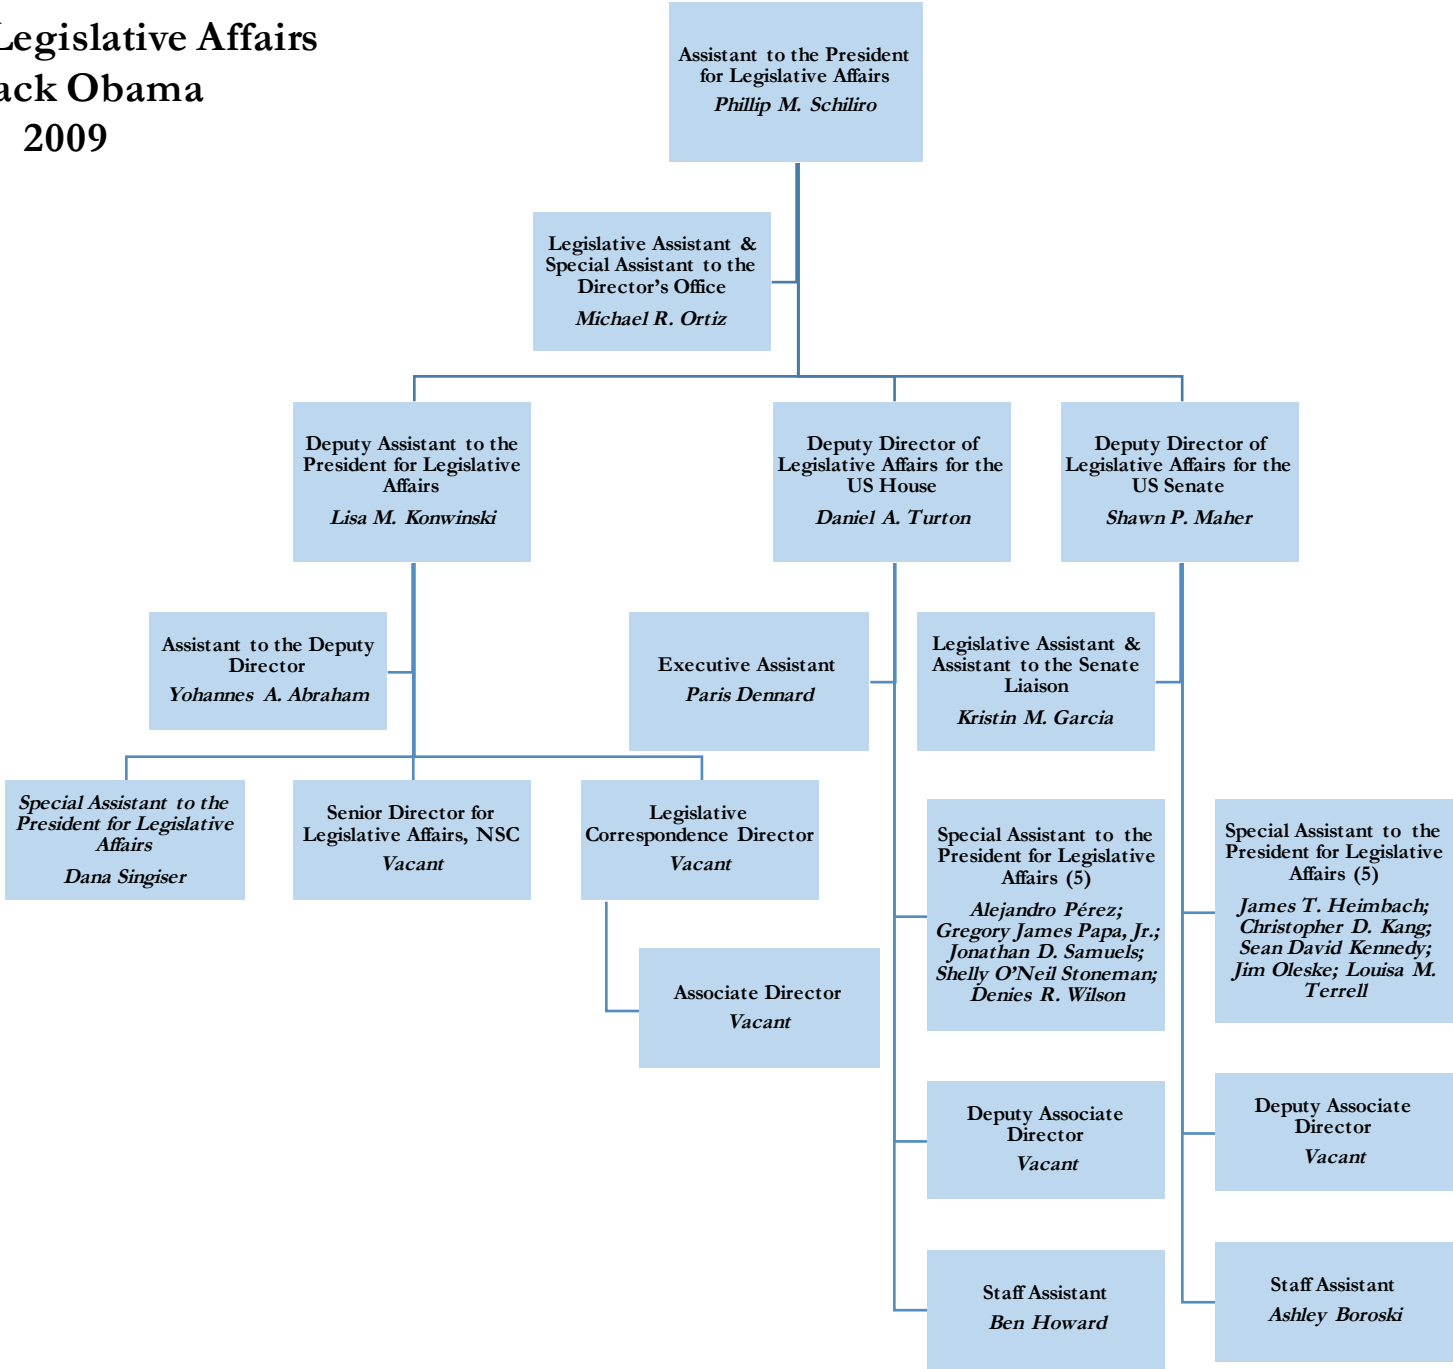 Legislative Affairs
ack Obama
2009
Assistant to the President
for Legislative Affairs
Phillip M. Schiliro
Legislative Assistant &
Special Assistant to the
Director's Office
Michael R. Ortiz
Deputy Assistant to the
President for Legislative
Affairs
Lisa M. Konwinski
Deputy Director of
Legislative Affairs for the
US House
Daniel A. Turton
Deputy Director of
Legislative Affairs for the
US Senate
Shawn P. Maher
Assistant to the Deputy
Director
Yohannes A. Abraham
Executive Assistant
Paris Dennard
Legislative Assistant &
Assistant to the Senate
Liaison
Kristin M. Garcia
Special Assistant to the
President for Legislative
Affairs
Dana Singiser
Senior Director for
Legislative Affairs, NSC
Vacant
Legislative
Correspondence Director
Vacant
Associate Director
Vacant
Special Assistant to the
President for Legislative
Affairs (5)
Alejandro Pérez;
Gregory James Papa, Jr.;
Jonathan D. Samuels;
Shelly O'Neil Stoneman;
Denies R. Wilson
Special Assistant to the
President for Legislative
Affairs (5)
James T. Heimbach;
Christopher D. Kang;
Sean David Kennedy;
Jim Oleske; Louisa M.
Terrell
Deputy Associate
Director
Vacant
Deputy Associate
Director
Vacant
Staff Assistant
Ben Howard
Staff Assistant
Ashley Boroski